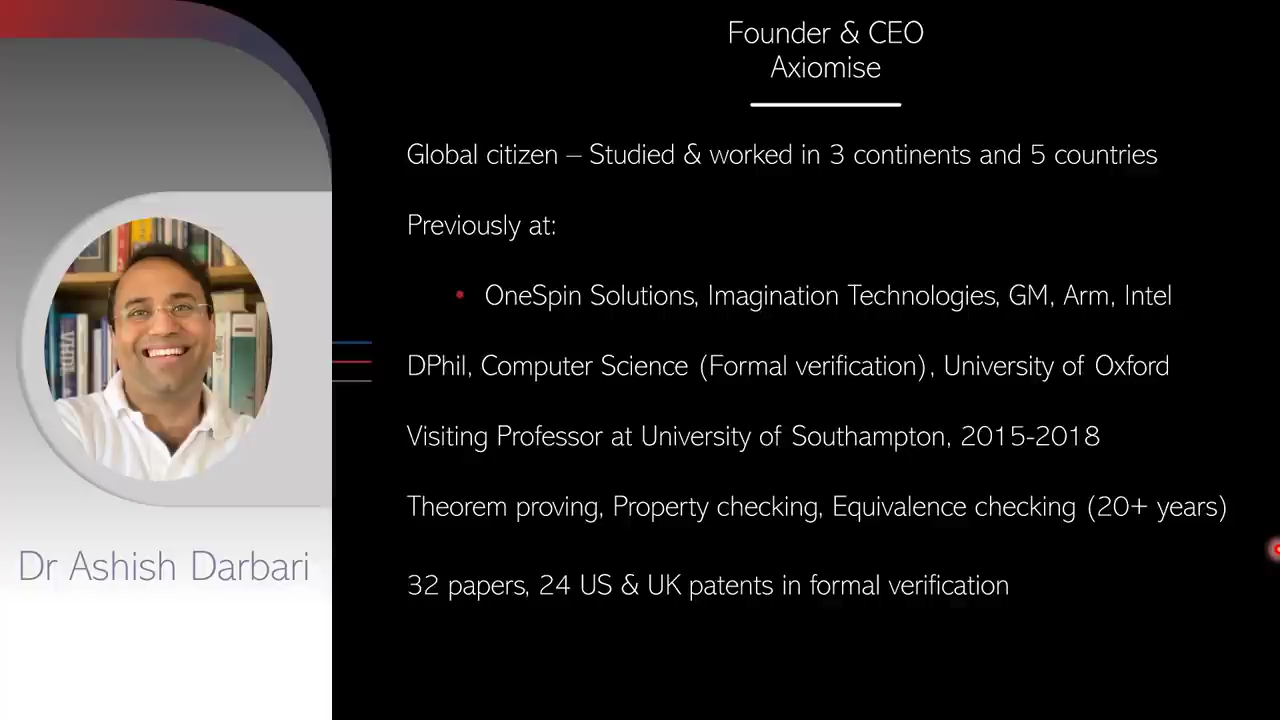 Founder & CEO
Axiomise
Global citizen – Studied & worked in 3 continents and 5 countries
Previously at:
• OneSpin Solutions, Imagination Technologies, GM, Arm, Intel
DPhil, Computer Science (Formal verification), University of Oxford
Visiting Professor at University of Southampton, 2015-2018
Theorem proving, Property checking, Equivalence checking (20+ years)
32 papers, 24 US & UK patents in formal verification
VHDL
Dr Ashish Darbari